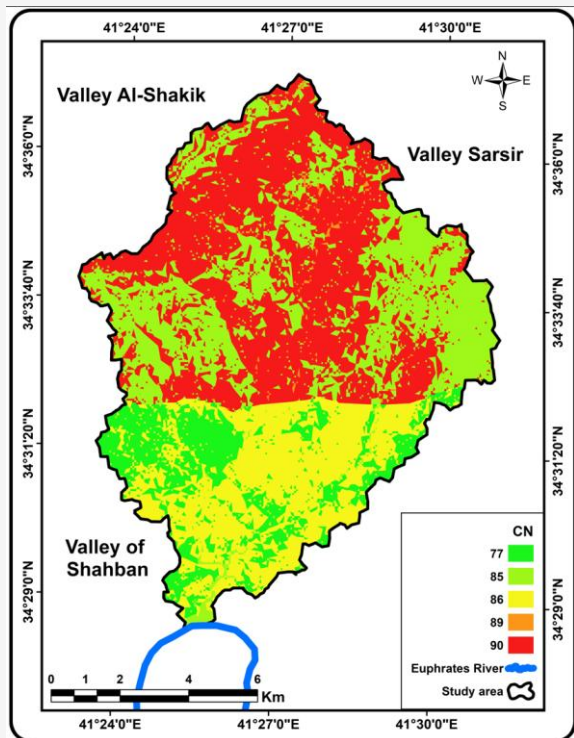 41°24'0"E 41°27'0"E 41°30'0"E
N
W E
S
Valley Al-Shakik
Valley Sarsir
34°36'0"N
34°36'0"N
34°33'40"N
34°33'40"N
34°31'20"N
34°31'20"N
Valley of
Shahban
34°29'0"N
34°29'0"N
CN
77
85
86
89
90
Euphrates River
Study area
0 1 2 4 6
Km
41°24'0"E 41°27'0"E 41°30'0"E